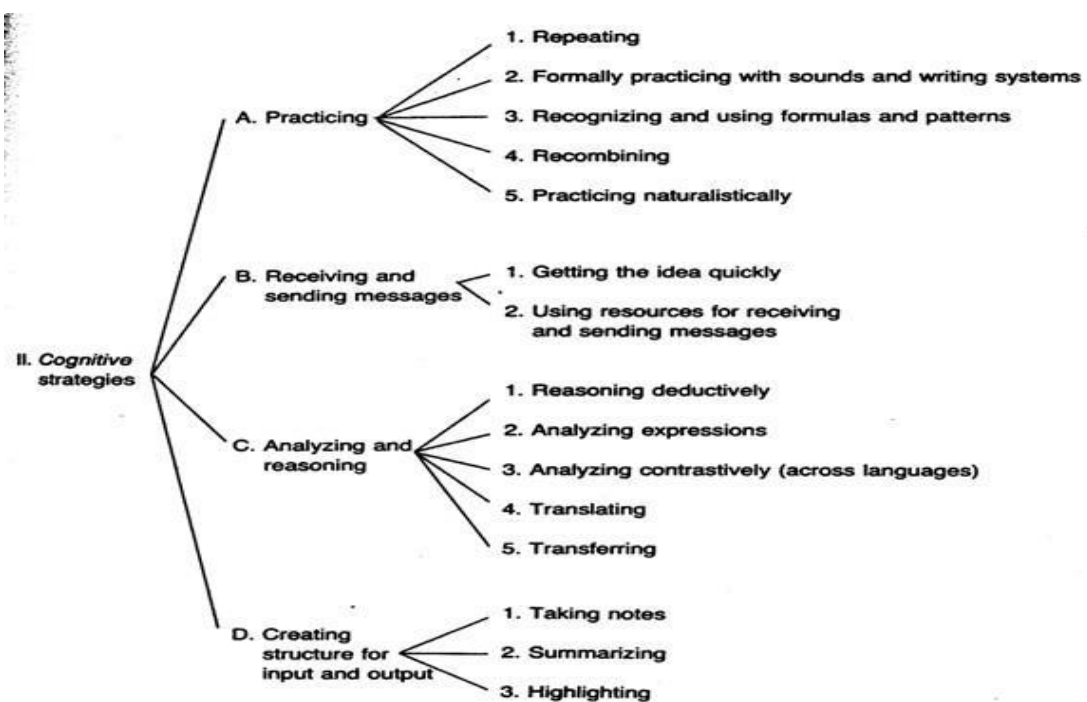 II. Cognitive
strategies
A. Practicing
1. Repeating
2. Formally practicing with sounds and writing systems
3. Recognizing and using formulas and patterns
4. Recombining
5. Practicing naturalistically
B. Receiving and
sending messages
1. Getting the idea quickly
2. Using resources for receiving
and sending messages
C. Analyzing and
reasoning
1. Reasoning deductively
2. Analyzing expressions
3. Analyzing contrastively (across languages)
4. Translating
5. Transferring
D. Creating
structure for
input and output
1. Taking notes
2. Summarizing
3. Highlighting